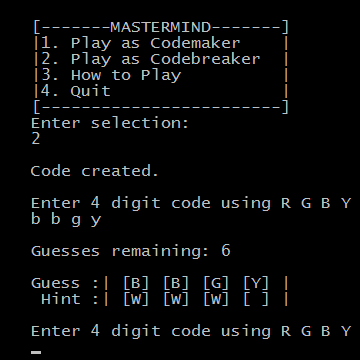 [-------MASTERMIND-------]
|1. Play as Codemaker    |
|2. Play as Codebreaker  |
|3. How to Play          |
|4. Quit                 |
[------------------------]
Enter selection:
2
Code created.
Enter 4 digit code using R G B Y
b b g y
Guesses remaining: 6
Guess :| [B] [B] [G] [Y] |
 Hint :| [W] [W] [W] [ ] |
Enter 4 digit code using R G B Y
_